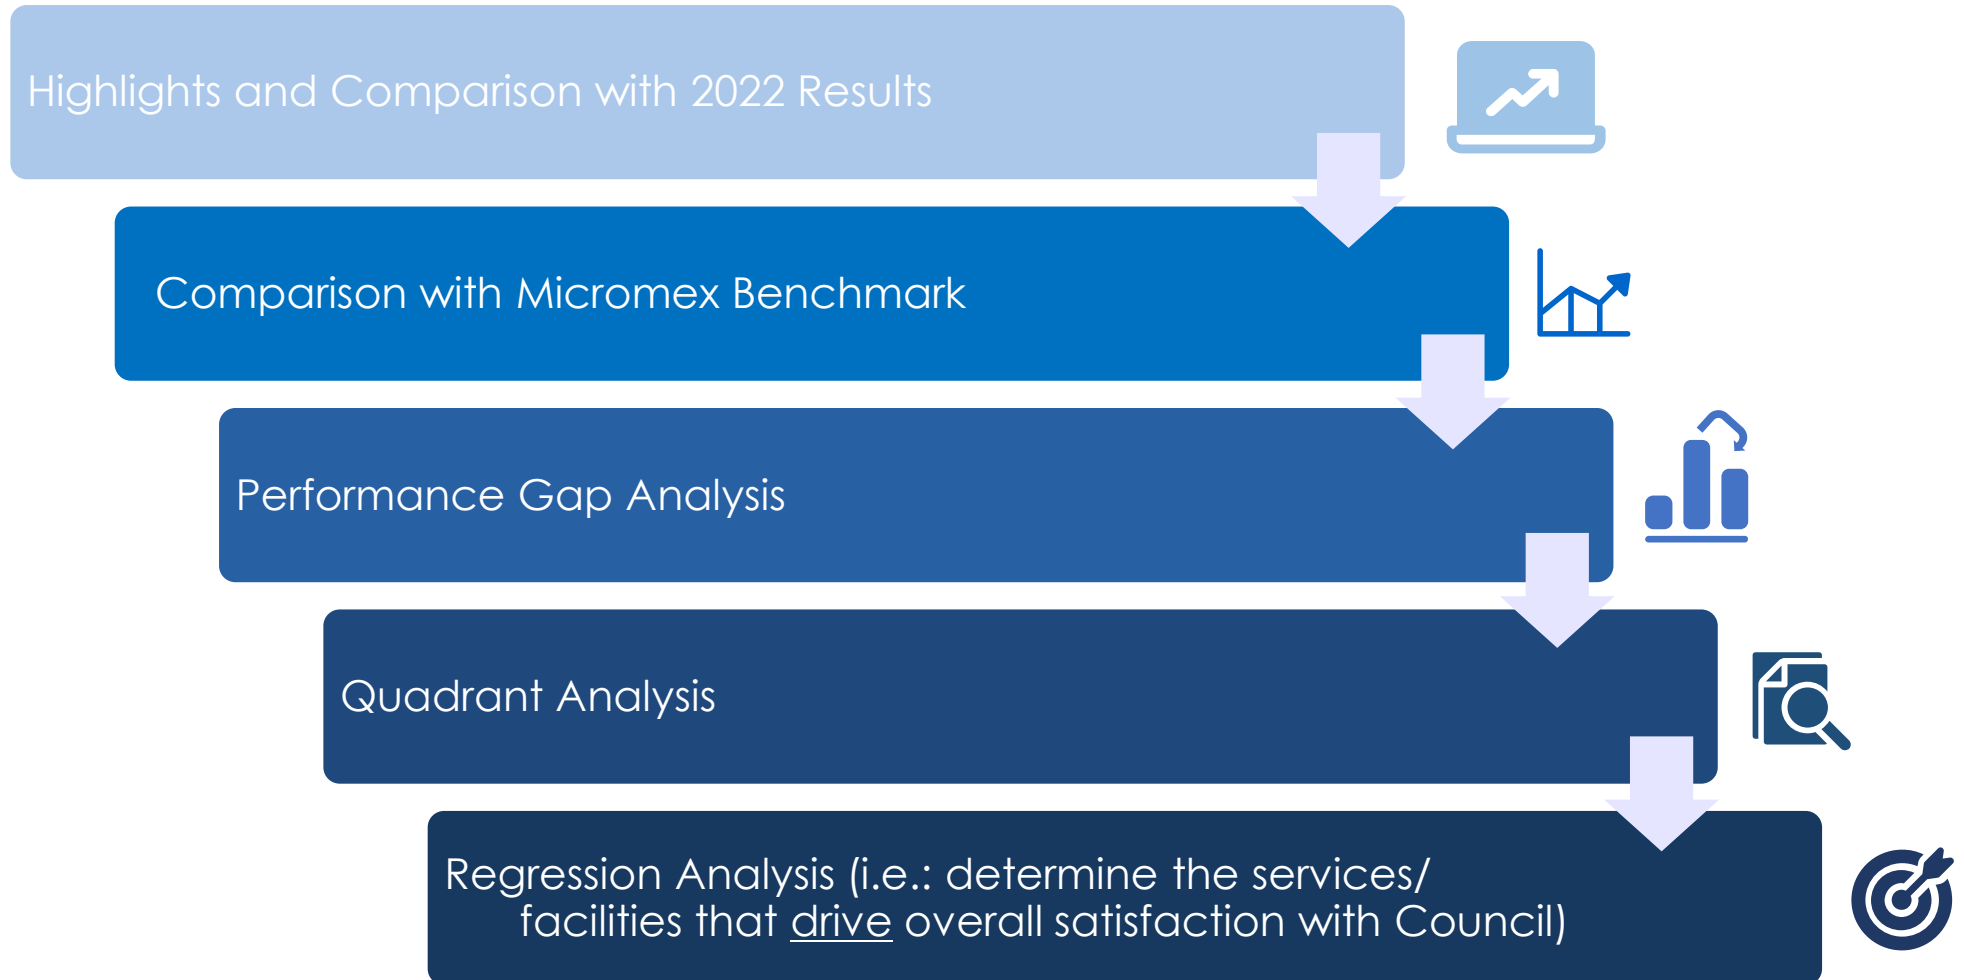 Highlights and Comparison with 2022 Results
Comparison with Micromex Benchmark
Performance Gap Analysis
Quadrant Analysis
Regression Analysis (i.e.: determine the services/
facilities that drive overall satisfaction with Council)